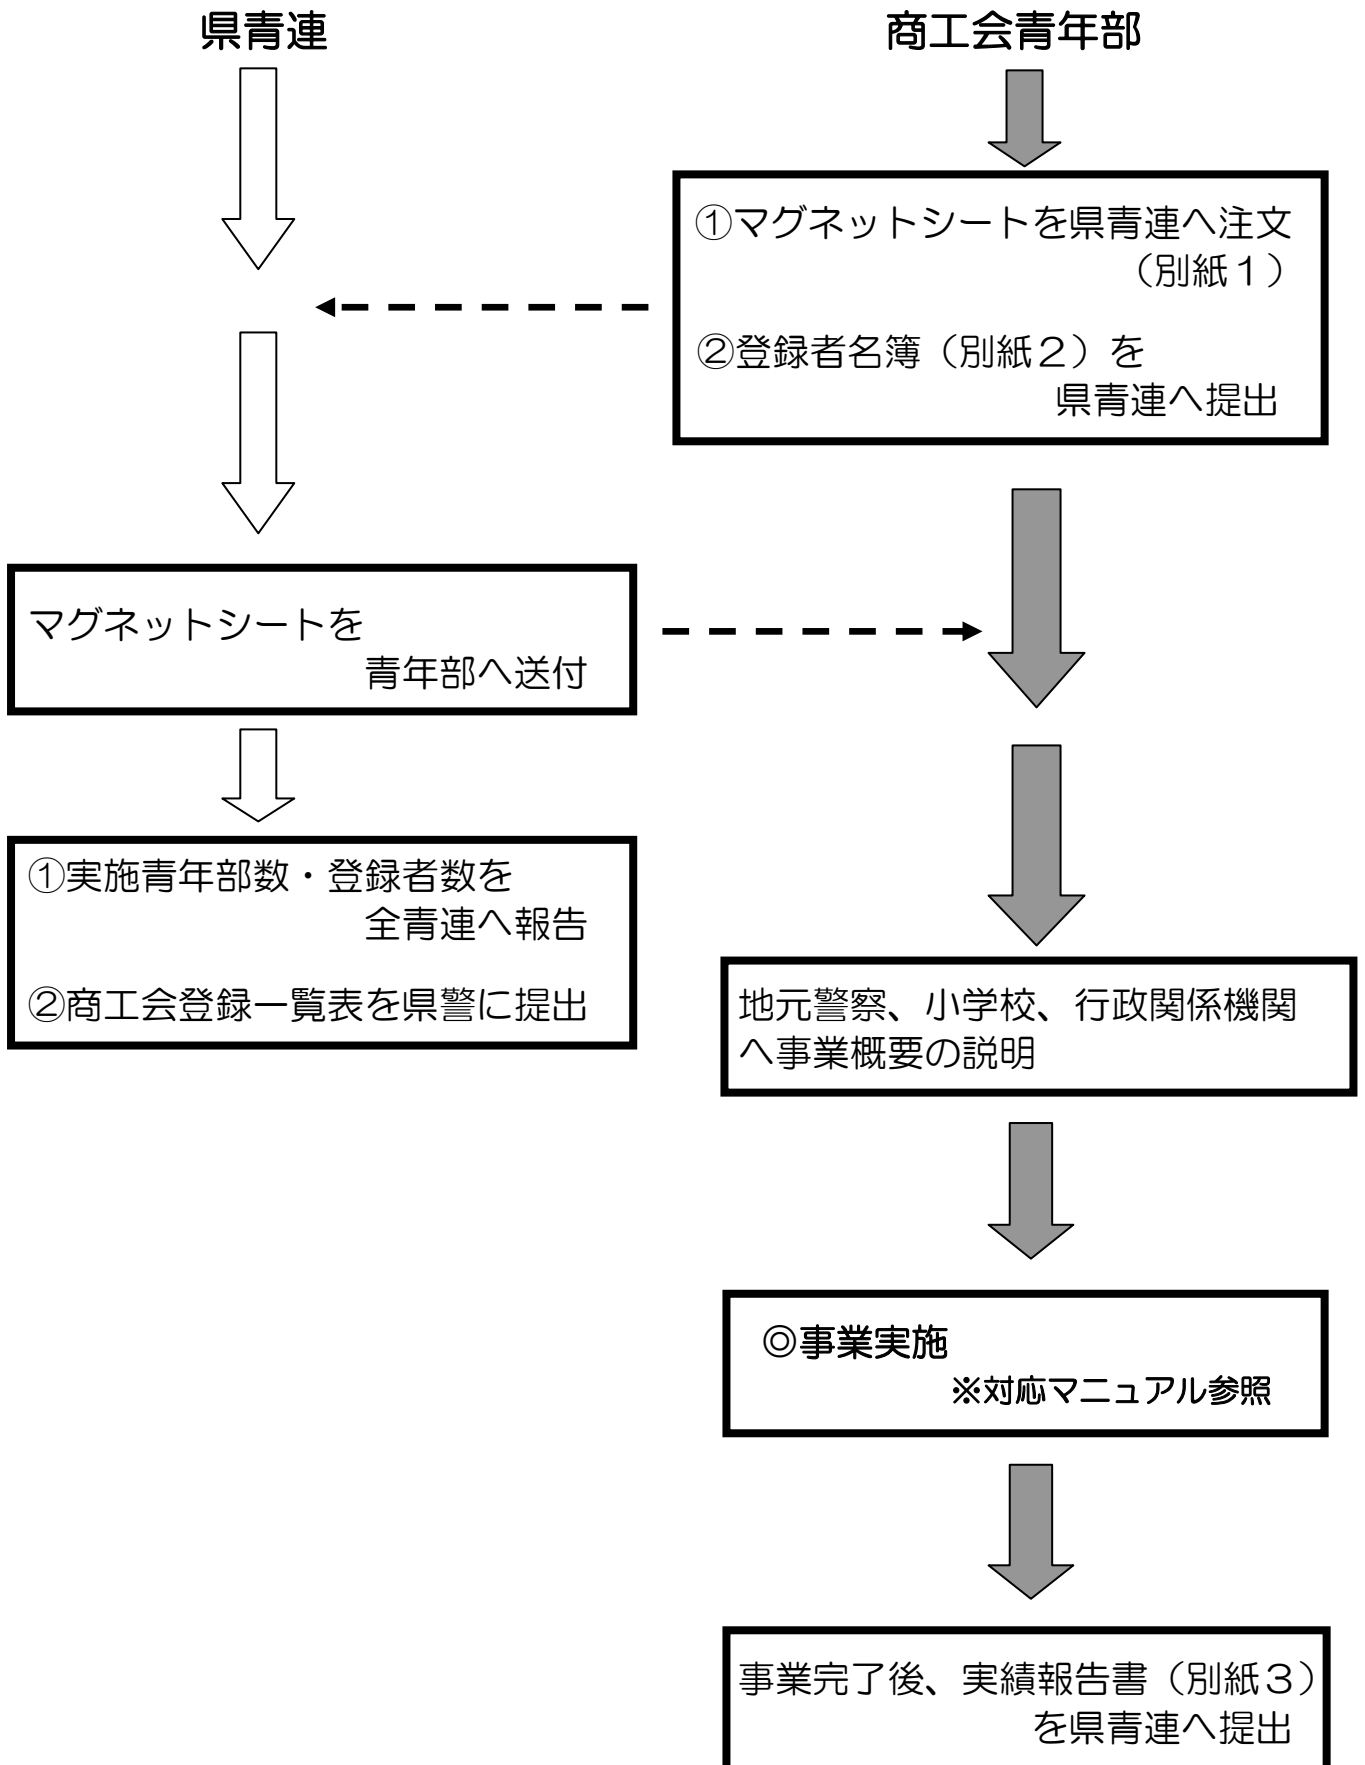 県青連
商工会青年部
①マグネットシートを県青連へ注文
（別紙１）
②登録者名簿（別紙２）を
県青連へ提出
マグネットシートを
青年部へ送付
①実施青年部数・登録者数を
全青連へ報告
②商工会登録一覧表を県警に提出
地元警察、小学校、行政関係機関
へ事業概要の説明
◎事業実施
※対応マニュアル参照
事業完了後、実績報告書（別紙３）
を県青連へ提出